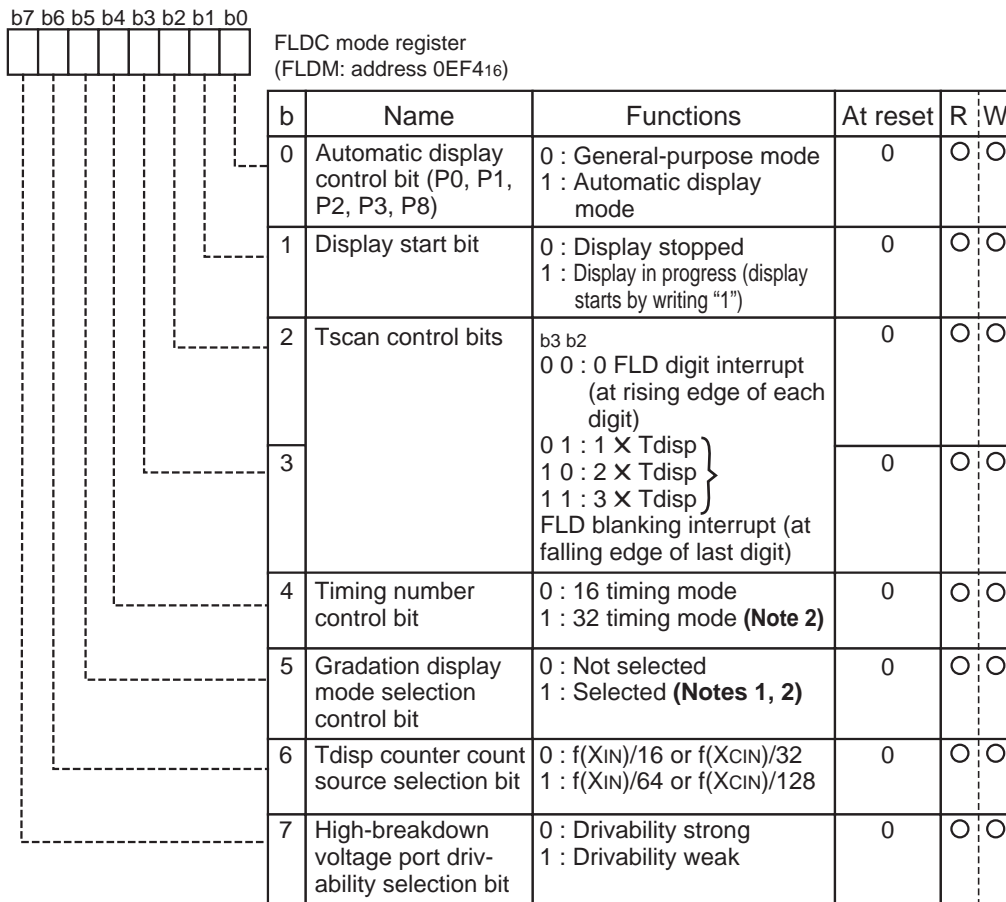 b7 b6 b5 b4 b3 b2 b1 b0
FLDC mode register
(FLDM: address 0EF416)
b Name Functions At reset R W
0 Automatic display 0 : General-purpose mode 0
control bit (P0, P1, 1 : Automatic display
P2, P3, P8) mode
1 Display start bit 0 : Display stopped 0
1 : Display in progress (display
starts by writing “1”)
2 Tscan control bits b3 b2 0
0 0 : 0 FLD digit interrupt
(at rising edge of each
digit)
0 1 : 1 ✕ Tdisp
3 1 0 : 2 ✕ Tdisp 0
1 1 : 3 ✕ Tdisp
FLD blanking interrupt (at
falling edge of last digit)
4 Timing number 0 : 16 timing mode 0
control bit 1 : 32 timing mode (Note 2)
5 Gradation display 0 : Not selected 0
mode selection 1 : Selected (Notes 1, 2)
control bit
6 Tdisp counter count 0 : f(XIN)/16 or f(XCIN)/32 0
source selection bit 1 : f(XIN)/64 or f(XCIN)/128
7 High-breakdown 0 : Drivability strong 0
voltage port driv- 1 : Drivability weak
ability selection bit